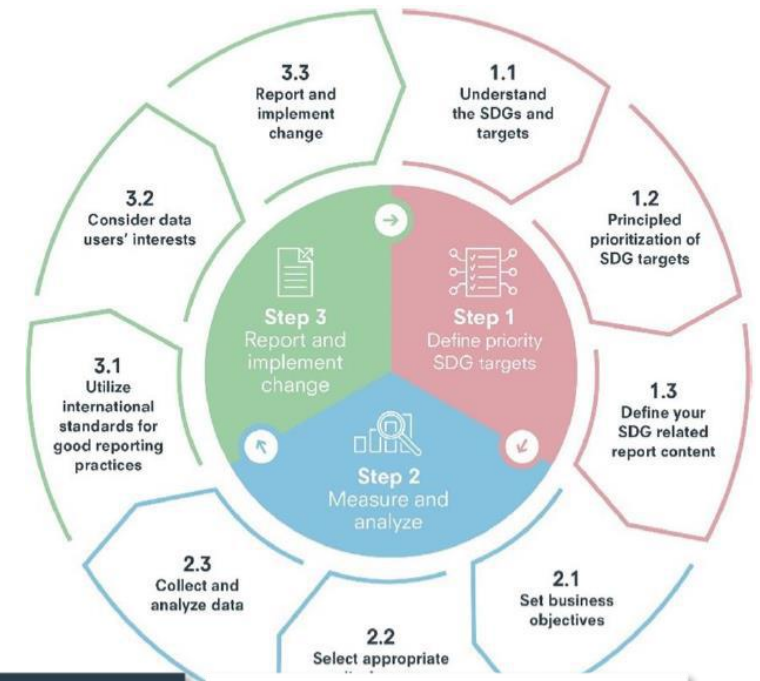 3.3
Report and
implement
change
1.1
Understand
the SDGs and
targets
3.2
Consider data
users' interests
1.2
Principled
prioritization of
SDG targets
Step 3
Report and
implement
change
Step 1
Define priority
SDG targets
3.1
Utilize
international
standards for
good reporting
practices
1.3
Define your
SDG related
report content
Step 2
Measure and
analyze
2.3
Collect and
analyze data
2.1
Set business
objectives
2.2
Select appropriate